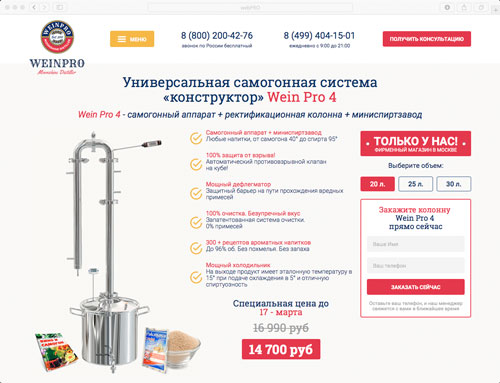 webPRO
WEINPRO
WEINPRO
Moonshine Distiller
МЕНЮ
8 (800) 200-42-76
звонок по России бесплатный
8 (499) 404-15-01
ежедневно с 9:00 до 21:00
ПОЛУЧИТЬ КОНСУЛЬТАЦИЮ
Универсальная самогонная система
«конструктор» Wein Pro 4
Wein Pro 4 - самогонный аппарат + ректификационная колонна + миниспиртзавод
Самогонный аппарат + миниспиртзавод
Любые напитки, от самогона 40° до спирта 95°
100% защита от взрыва!
Автоматический противовзрывной клапан
на кубе!
Мощный дефлегматор
Защитный барьер на пути прохождения вредных
примесей
100% очистка. Безупречный вкус
Запатентованная система очистки.
0% примесей
300 + рецептов ароматных напитков
До 96% об. Без похмелья. Без запаха
Мощный холодильник
На выходе продукт имеет эталонную температуру в
15° при подаче охлаждения в 5° и отличную
спиртуозность
Специальная цена до
17 - марта
16 990 руб
14 700 руб
ТОЛЬКО У НАС!
ФИРМЕННЫЙ МАГАЗИН В МОСКВЕ
Выберите объем:
20 л.
25 л.
30 л.
Закажите колонну
Wein Pro 4
прямо сейчас
Ваше Имя
Ваш телефон
ЗАКАЗАТЬ СЕЙЧАС
Оставьте ваш телефон, и наш менеджер
свяжется с вами в ближайшее время